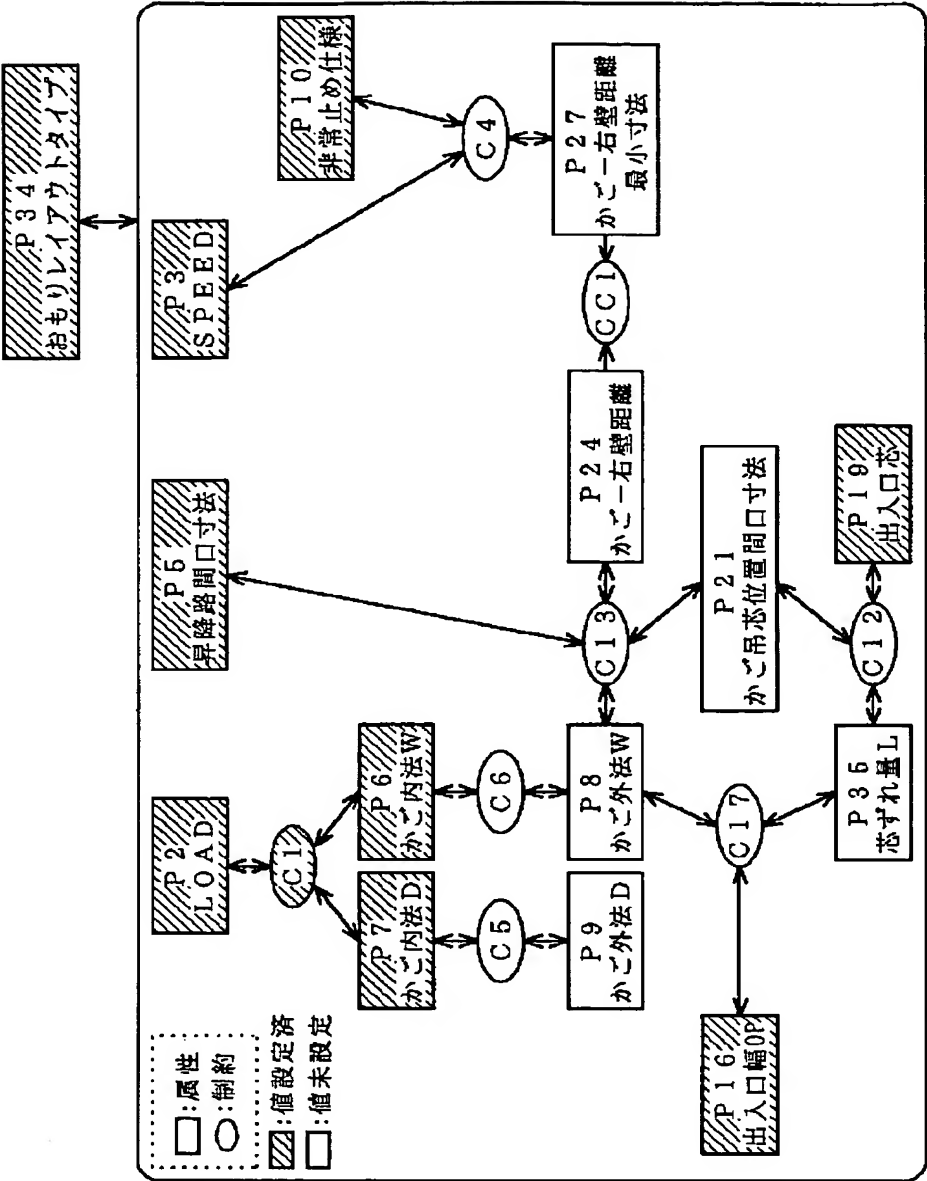 P34
おもりレイアウトタイプ
□:属性
○:制約
:値設定済
:値未設定
P2
LOAD
P5
昇降路間口寸法
P3
SPEED
P10
非常止め仕様
C1
P7
かご内法D
P6
かご内法W
C4
C5
C6
P9
かご外法D
P8
かご外法W
C13
P24
かご－右壁距離
CC1
P27
かご－右壁距離
最小寸法
P16
出入口幅OP
C17
P21
かご吊芯位置間口寸法
P35
芯ずれ量L
C12
P19
出入口芯